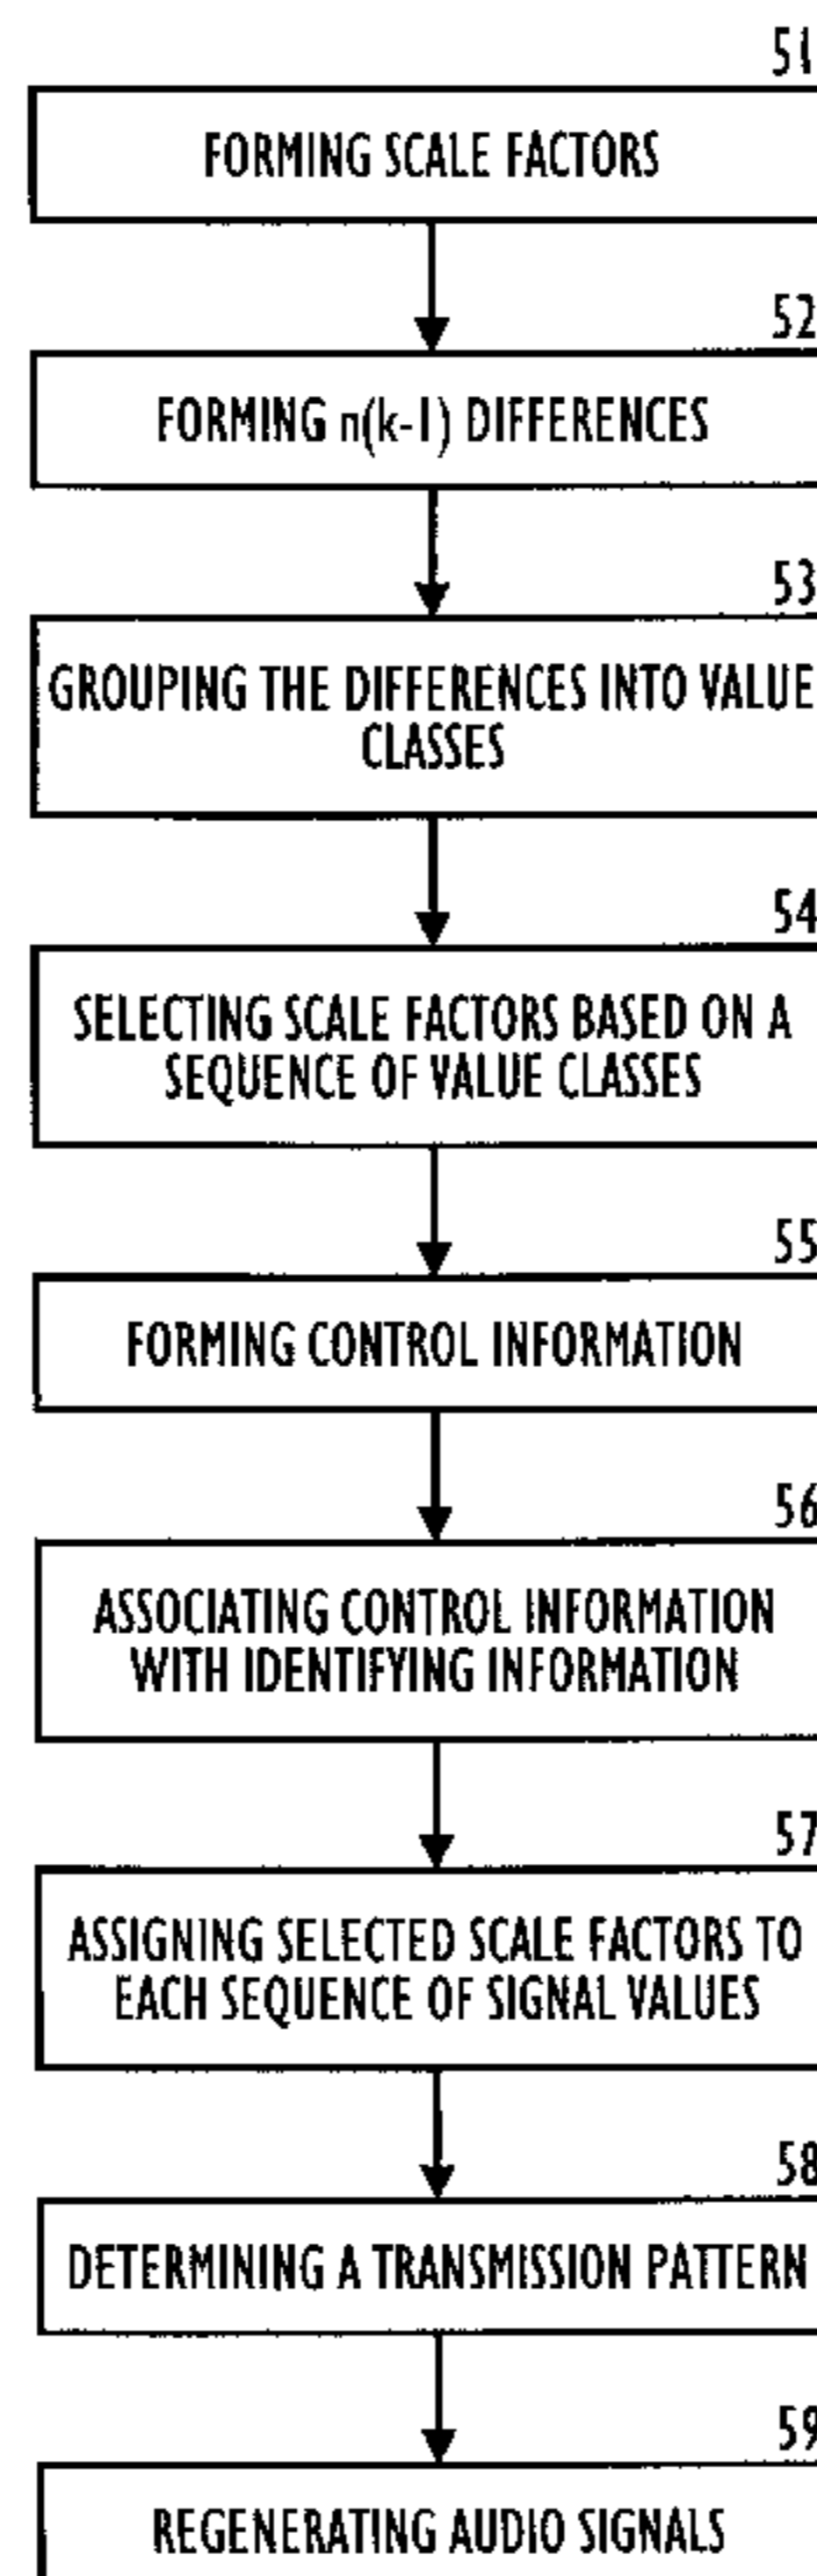 51
FORMING SCALE FACTORS
52
FORMING n(k-1) DIFFERENCES
53
GROUPING THE DIFFERENCES INTO VALUE
CLASSES
54
SELECTING SCALE FACTORS BASED ON A
SEQUENCE OF VALUE CLASSES
55
FORMING CONTROL INFORMATION
56
ASSOCIATING CONTROL INFORMATION
WITH IDENTIFYING INFORMATION
57
ASSIGNING SELECTED SCALE FACTORS TO
EACH SEQUENCE OF SIGNAL VALUES
58
DETERMINING A TRANSMISSION PATTERN
59
REGENERATING AUDIO SIGNALS